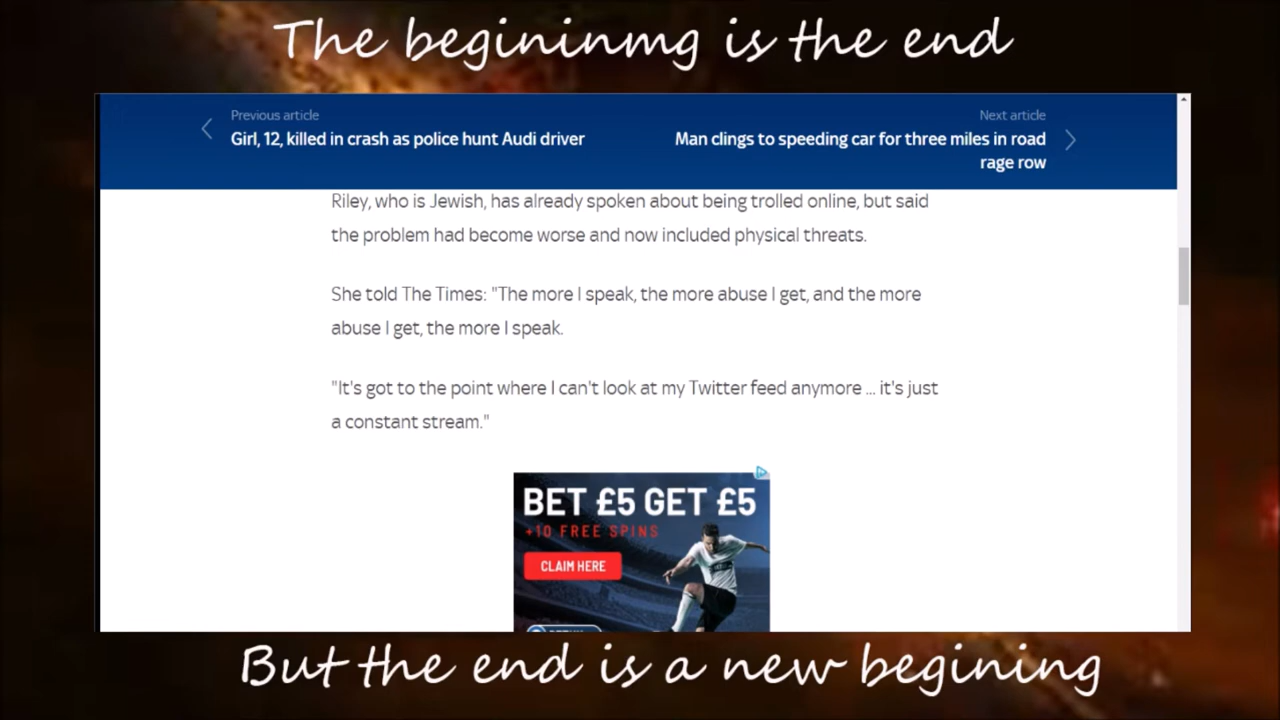 The begininmg is the end
Previous article
Girl, 12, killed in crash as police hunt Audi driver
Next article
Man clings to speeding car for three miles in road
rage row
Riley, who is Jewish, has already spoken about being trolled online, but said
the problem had become worse and now included physical threats.
She told The Times: "The more I speak, the more abuse I get, and the more
abuse I get, the more I speak.
"It's got to the point where I can't look at my Twitter feed anymore ... it's just
a constant stream."
BET £5 GET £5
+10 FREE SPINS
CLAIM HERE
But the end is a new begining